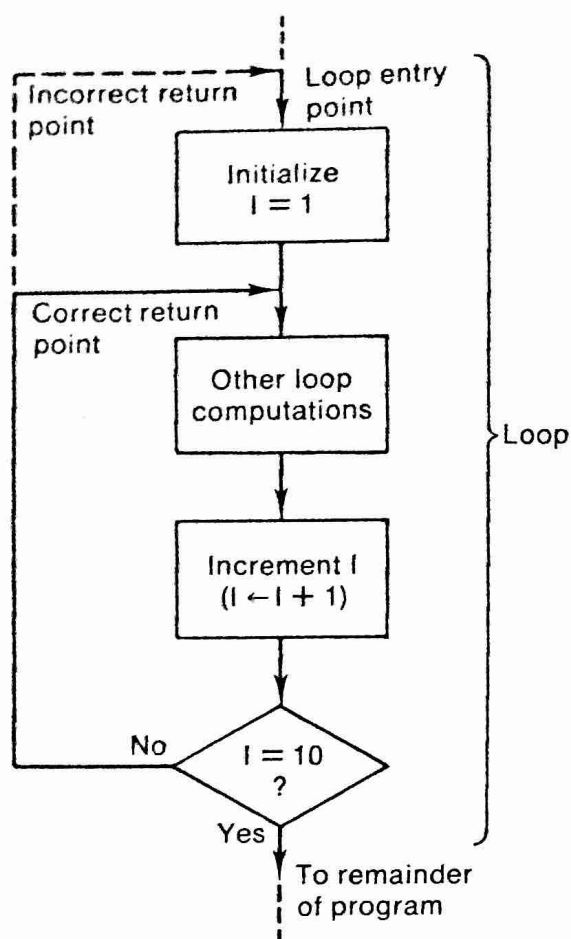 Loop entry
point
Incorrect return
point
Initialize
I = 1
Correct return
point
Other loop
computations
Loop
Increment I
(I ← I + 1)
No
I = 10
?
Yes
To remainder
of program